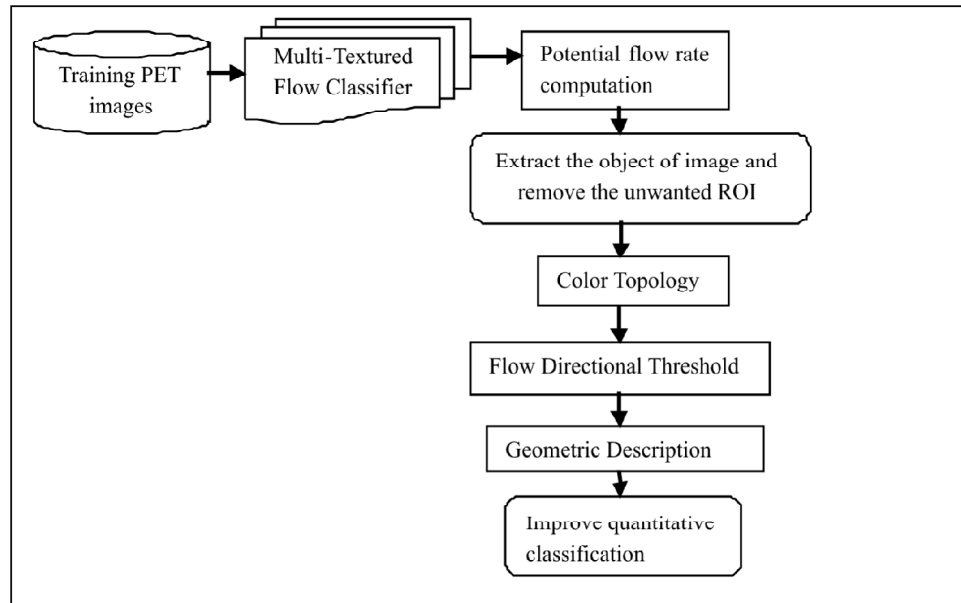 Training PET
images
Multi-Textured
Flow Classifier
Potential flow rate
computation
Extract the object of image and
remove the unwanted ROI
Color Topology
Flow Directional Threshold
Geometric Description
Improve quantitative
classification